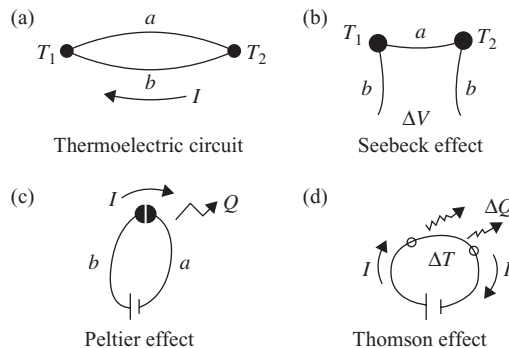 (a)
a
T1
T2
b
I
Thermoelectric circuit
(b)
T1
a
T2
b
b
ΔV
Seebeck effect
(c)
I
Q
b
a
Peltier effect
(d)
ΔQ
I
ΔT
I
Thomson effect